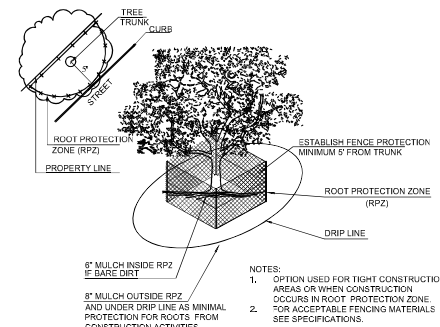 TREE
TRUNK
CURB
STREET
ROOT PROTECTION
ZONE (RPZ)
PROPERTY LINE
ESTABLISH FENCE PROTECTION
MINIMUM 5' FROM TRUNK
ROOT PROTECTION ZONE
(RPZ)
DRIP LINE
6" MULCH INSIDE RPZ
IF BARE DIRT
8" MULCH OUTSIDE RPZ
AND UNDER DRIP LINE AS MINIMAL
PROTECTION FOR ROOTS FROM
CONSTRUCTION ACTIVITIES
NOTES:
1. OPTION USED FOR TIGHT CONSTRUCTIO
AREAS OR WHEN CONSTRUCTION
OCCURS IN ROOT PROTECTION ZONE.
2. FOR ACCEPTABLE FENCING MATERIALS
SEE SPECIFICATIONS.